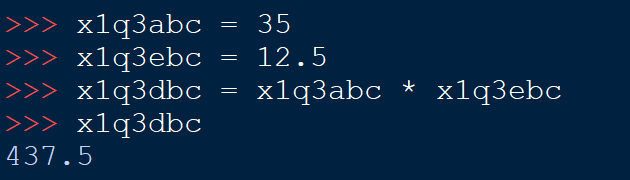 >>> x1q3abc = 35
>>> x1q3ebc = 12.5
>>> x1q3dbc = x1q3abc * x1q3ebc
>>> x1q3dbc
437.5